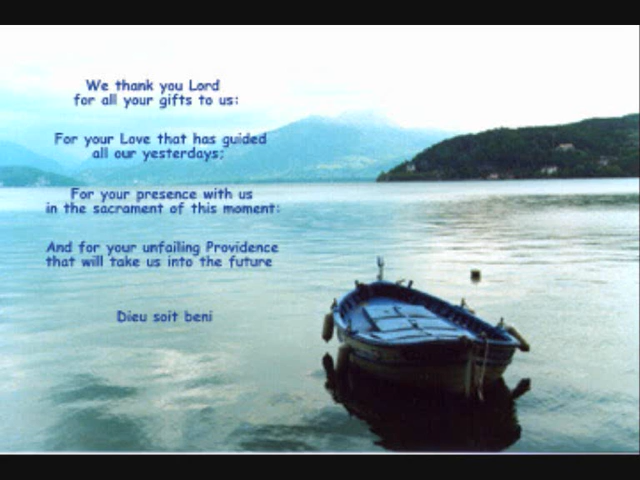 We thank you Lord
for all your gifts to us:
For your Love that has guided
all our yesterdays;
For your presence with us
in the sacrament of this moment:
And for your unfailing Providence
that will take us into the future
Dieu soit beni